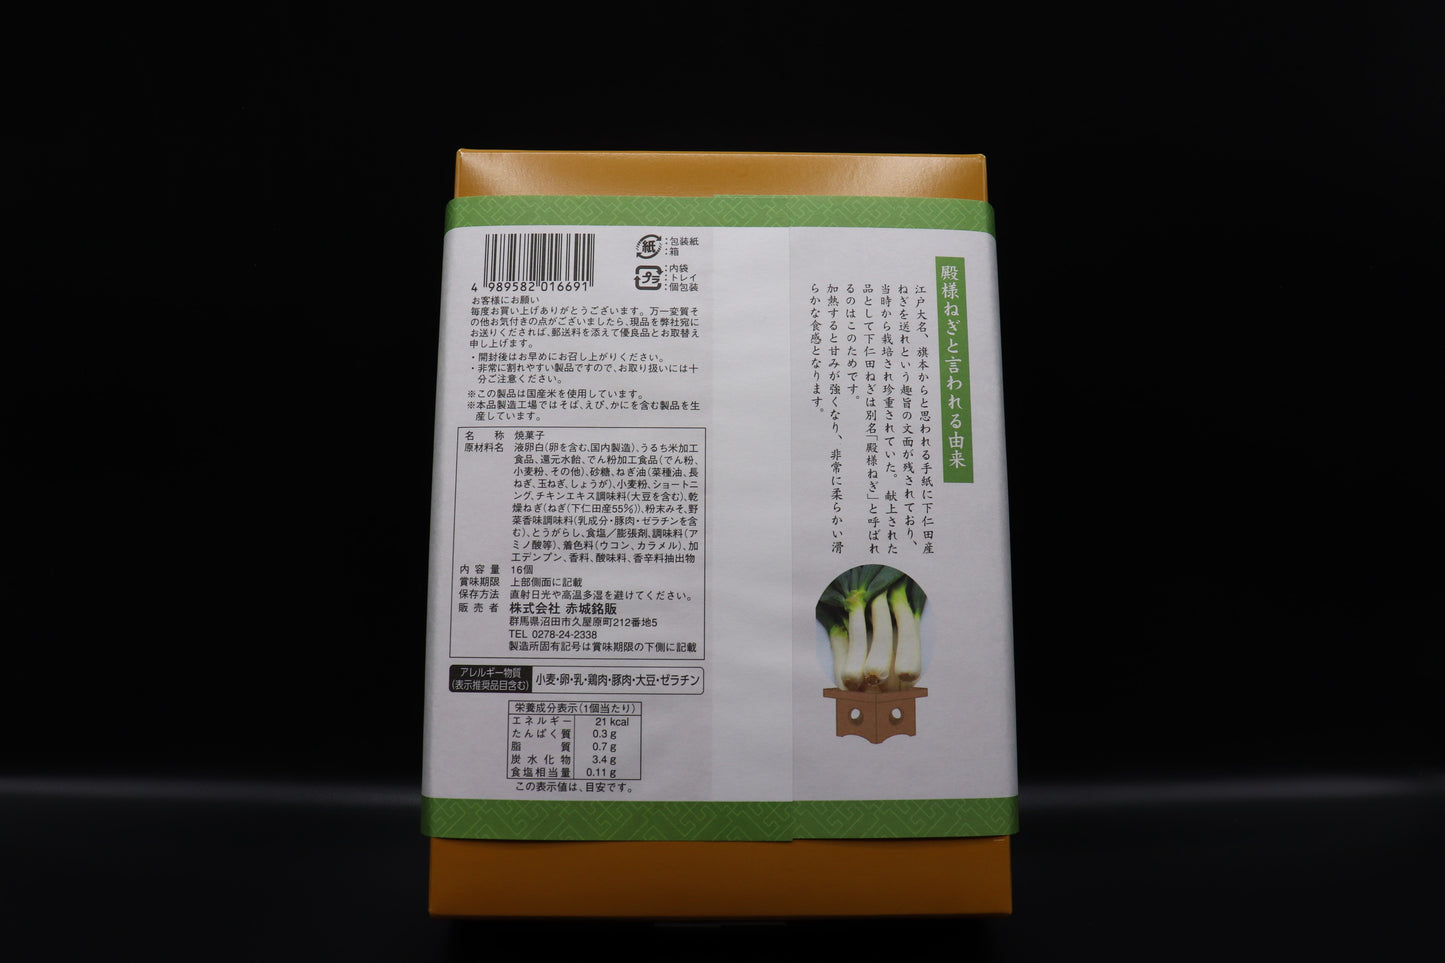 4 989582 016691
紙
：包装紙
：箱
プラ
：内袋
：トレイ
：個包装
お客様にお願い
毎度お買い上げありがとうございます。万一変質そ
の他お気付きの点がございましたら、現品を弊社宛に
お送りくだされば、郵送料を添えて優良品とお取替え
申し上げます。
・開封後はお早めにお召し上がりください。
・非常に割れやすい製品ですので、お取り扱いには十
分ご注意ください。
※この製品は国産米を使用しています。
※本品製造工場ではそば、えび、かにを含む製品を生
産しています。
名称 焼菓子
原材料名 液卵白（卵を含む、国内製造）、うるち米加工
食品、還元水飴、でん粉加工食品（でん粉、
小麦粉、その他）、砂糖、ねぎ油（菜種油、長
ねぎ、玉ねぎ、しょうが）、小麦粉、ショートニ
ング、チキンエキス調味料（大豆を含む）、乾
燥ねぎ（ねぎ（下仁田産55％））、粉末みそ、野
菜香味調味料（乳成分・豚肉・ゼラチンを含
む）、とうがらし、食塩／膨張剤、調味料（ア
ミノ酸等）、着色料（ウコン、カラメル）、加
工デンプン、香料、酸味料、香辛料抽出物
内容量 16個
賞味期限 上部側面に記載
保存方法 直射日光や高温多湿を避けてください。
販売者 株式会社 赤城銘販
群馬県沼田市久屋原町212番地5
TEL 0278-24-2338
製造所固有記号は賞味期限の下側に記載
アレルギー物質
（表示推奨品目含む）
小麦・卵・乳・鶏肉・豚肉・大豆・ゼラチン
栄養成分表示（1個当たり）
エネルギー 21 kcal
たんぱく質 0.3 g
脂質 0.7 g
炭水化物 3.4 g
食塩相当量 0.11 g
この表示値は、目安です。
殿様ねぎと言われる由来
江戸大名、旗本からと思われる手紙に下仁田産
ねぎを送れという趣旨の文面が残されており、
当時から栽培され珍重されていた。献上された
品として下仁田ねぎは別名「殿様ねぎ」と呼ばれ
るのはこのためです。
加熱すると甘みが強くなり、非常に柔らかい滑
らかな食感となります。